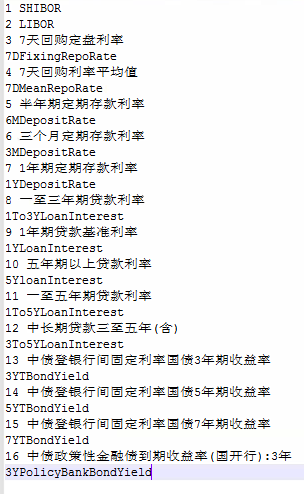 1 SHIBOR
2 LIBOR
3 7天回购定盘利率
7DFixingRepoRate
4 7天回购利率平均值
7DMeanRepoRate
5 半年期定期存款利率
6MDepositRate
6 三个月定期存款利率
3MDepositRate
7 1年期定期存款利率
1YDepositRate
8 一至三年期贷款利率
1To3YLoanInterest
9 1年期贷款基准利率
1YLoanInterest
10 五年期以上贷款利率
5YloanInterest
11 一至五年期贷款利率
1To5YLoanInterest
12 中长期贷款三至五年(含)
3To5YLoanInterest
13 中债登银行间固定利率国债3年期收益率
3YTBondYield
14 中债登银行间固定利率国债5年期收益率
5YTBondYield
15 中债登银行间固定利率国债7年期收益率
7YTBondYield
16 中债政策性金融债到期收益率(国开行):3年
3YPolicyBankBondYield